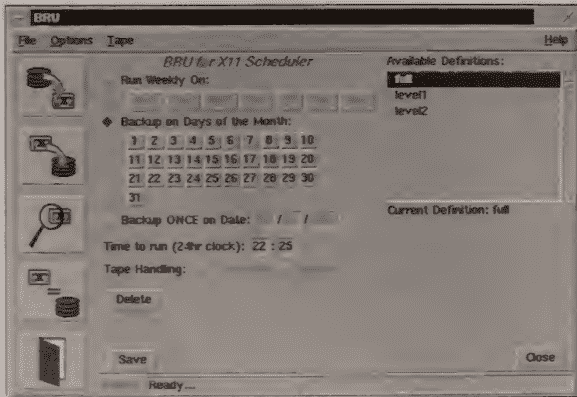 BRU
File Options Tape Help
BRU for X11 Scheduler
Run Weekly On:
Backup on Days of the Month:
1 2 3 4 5 6 7 8 9 10
11 12 13 14 15 16 17 18 19 20
21 22 23 24 25 26 27 28 29 30
31
Backup ONCE on Date: / /
Time to run (24hr clock): 22 : 25
Tape Handling:
Delete
Save
Available Definitions:
full
level1
level2
Current Definition: full
Close
Ready...